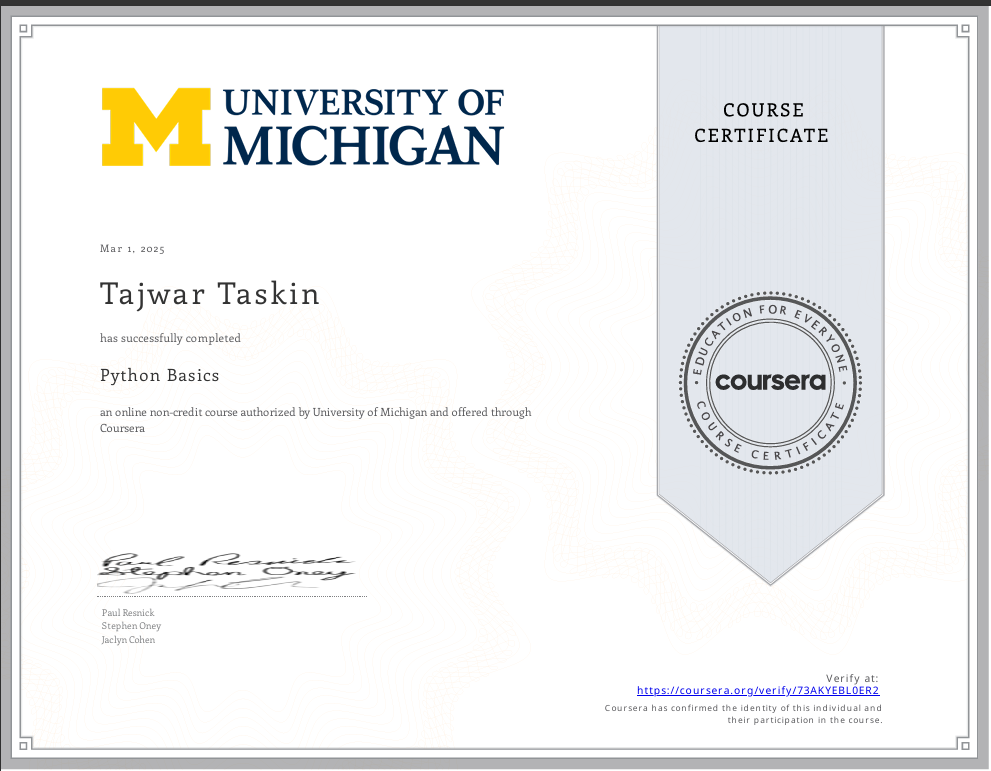 UNIVERSITY OF
MICHIGAN
COURSE
CERTIFICATE
Mar 1, 2025
Tajwar Taskin
has successfully completed
Python Basics
an online non-credit course authorized by University of Michigan and offered through
Coursera
EDUCATION FOR EVERYONE
coursera
COURSE CERTIFICATE
Paul Resnick
Stephen Oney
Paul Resnick
Stephen Oney
Jaclyn Cohen
Verify at:
https://coursera.org/verify/73AKYEBL0ER2
Coursera has confirmed the identity of this individual and
their participation in the course.